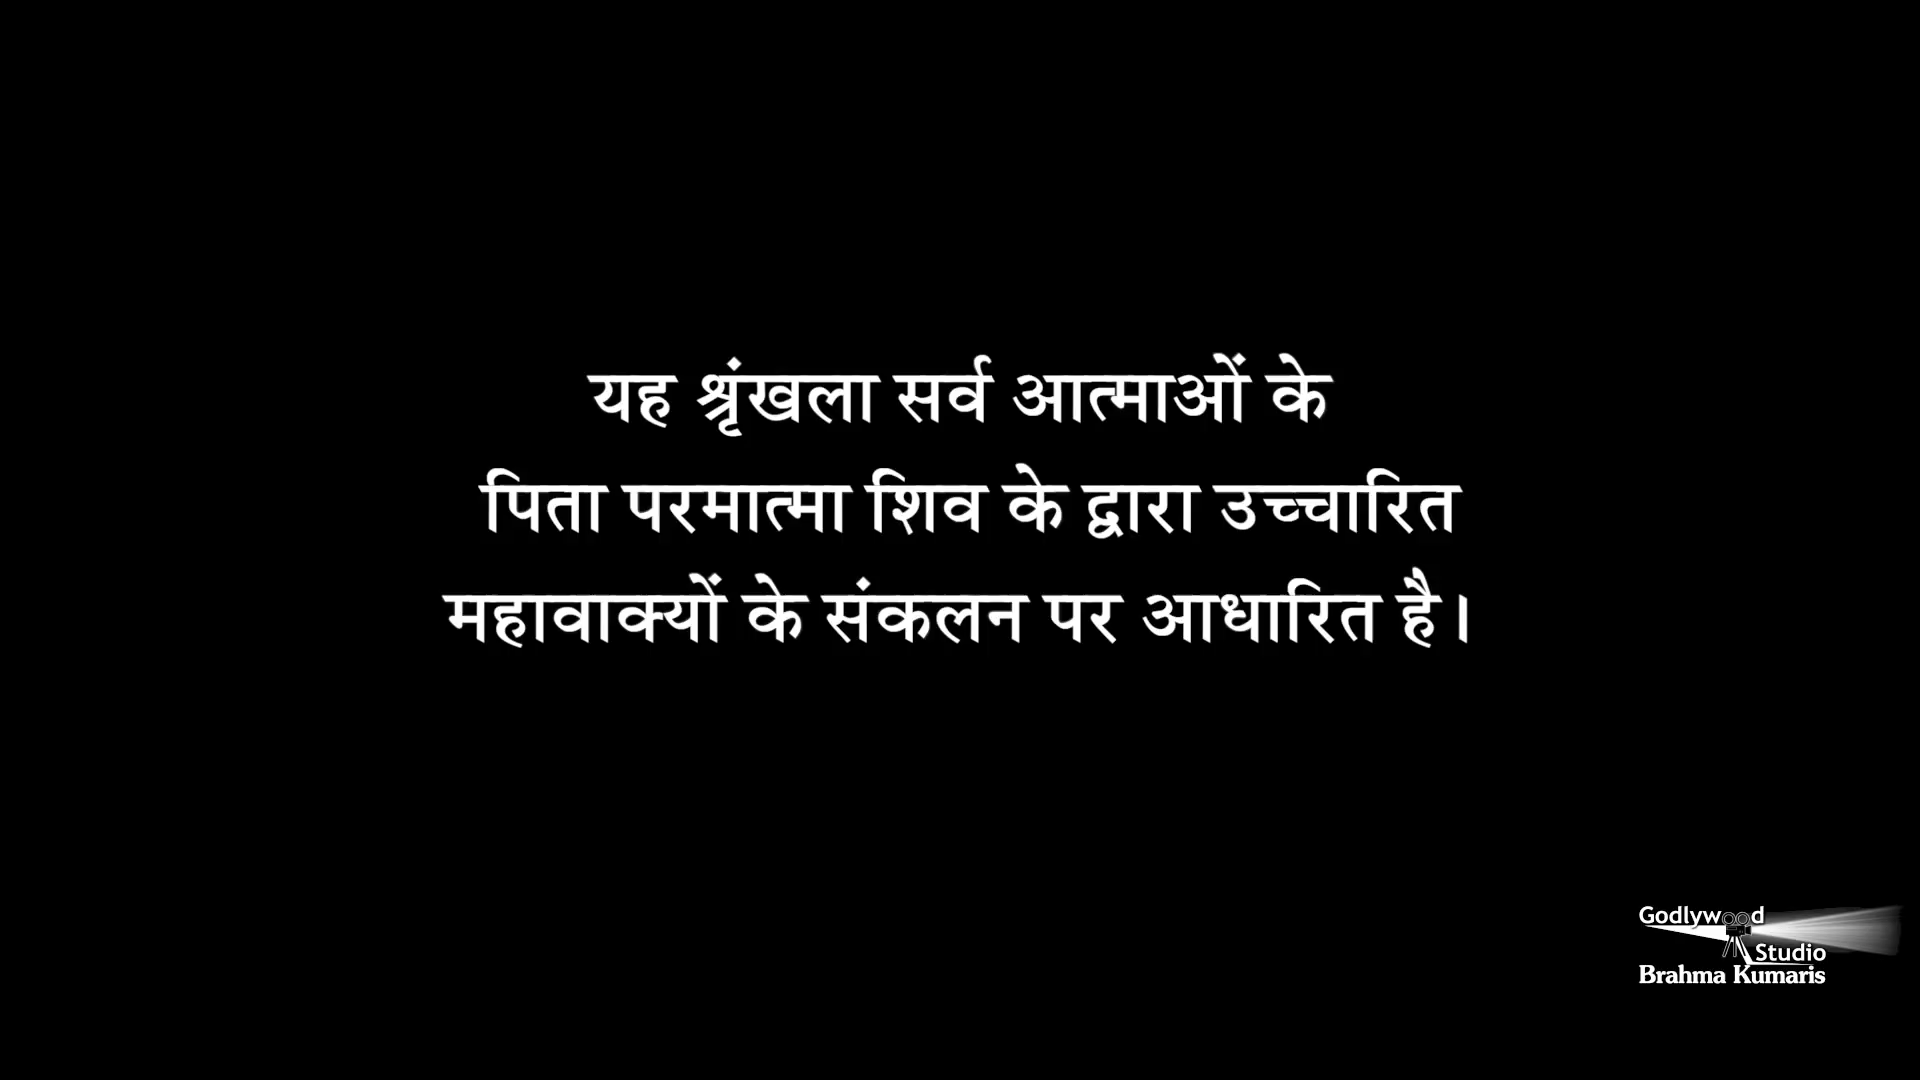 यह श्रृंखला सर्व आत्माओं के
पिता परमात्मा शिव के द्वारा उच्चारित
महावाक्यों के संकलन पर आधारित है।
Godlywood
Studio
Brahma Kumaris